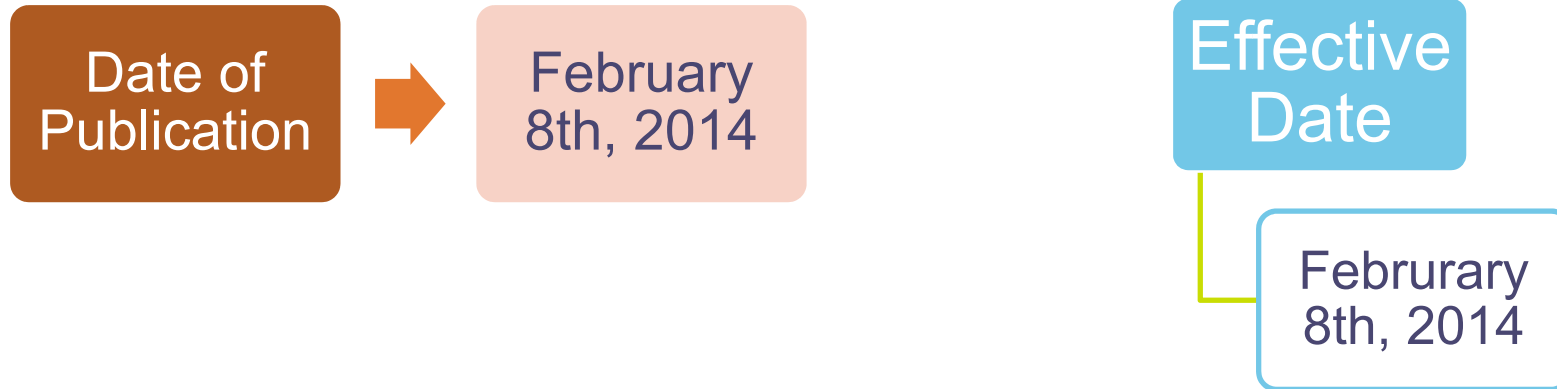 Date of
Publication
February
8th, 2014
Effective
Date
Februrary
8th, 2014